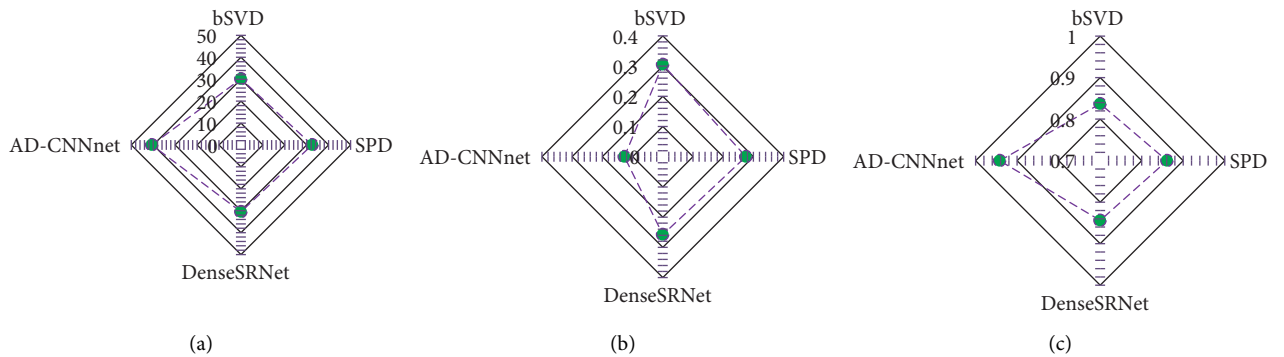 bSVD
50
40
30
20
10
0
AD-CNNnet
SPD
DenseSRNet
(a)
bSVD
0.4
0.3
0.2
0.1
0
AD-CNNnet
SPD
DenseSRNet
(b)
bSVD
1
0.9
0.8
0.7
AD-CNNnet
SPD
DenseSRNet
(c)